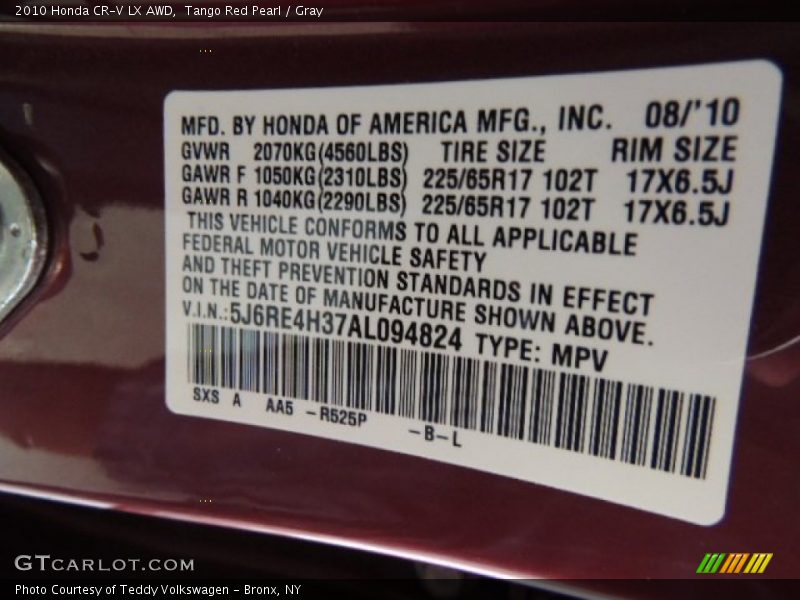 2010 Honda CR-V LX AWD,  Tango Red Pearl / Gray
MFD. BY HONDA OF AMERICA MFG., INC. 08/'10
GVWR 2070KG(4560LBS) TIRE SIZE RIM SIZE
GAWR F 1050KG(2310LBS) 225/65R17 102T 17X6.5J
GAWR R 1040KG(2290LBS) 225/65R17 102T 17X6.5J
THIS VEHICLE CONFORMS TO ALL APPLICABLE
FEDERAL MOTOR VEHICLE SAFETY
AND THEFT PREVENTION STANDARDS IN EFFECT
ON THE DATE OF MANUFACTURE SHOWN ABOVE.
V.I.N.:5J6RE4H37AL094824 TYPE: MPV
SXS A AA5 -R525P -B-L
GTCARLOT.COM
Photo Courtesy of Teddy Volkswagen - Bronx, NY